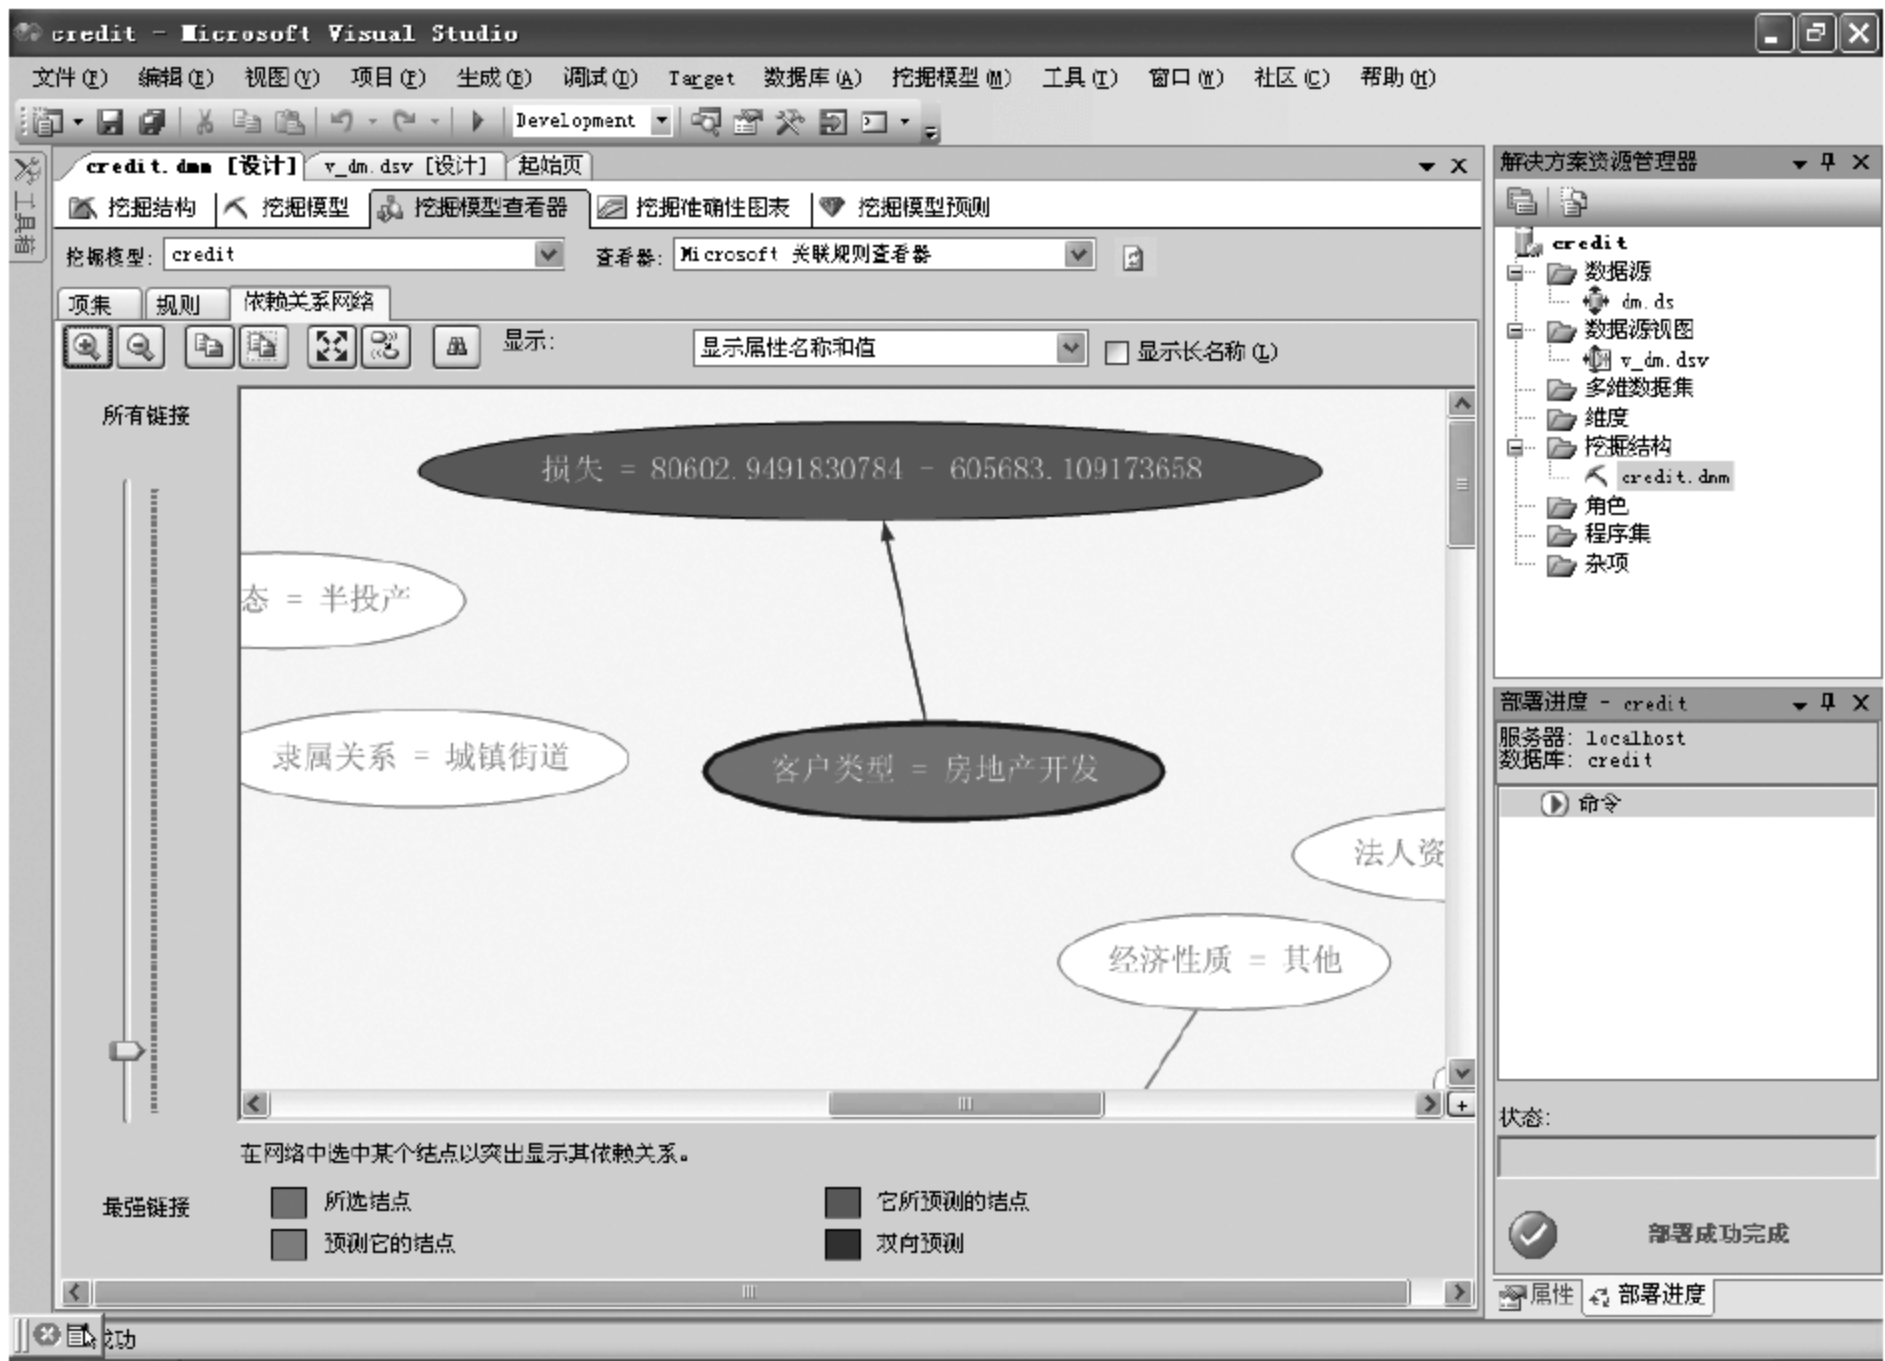 credit - Microsoft Visual Studio
文件(F) 编辑(E) 视图(V) 项目(P) 生成(B) 调试(D) Target 数据库(A) 挖掘模型(M) 工具(T) 窗口(W) 社区(C) 帮助(H)
Development
工具箱
credit.dmm [设计] v_dm.dsv [设计] 起始页
挖掘结构 挖掘模型 挖掘模型查看器 挖掘准确性图表 挖掘模型预测
挖掘模型: credit 查看器: Microsoft 关联规则查看器
项集 规则 依赖关系网络
显示: 显示属性名称和值 显示长名称(L)
所有链接
损失 = 80602.9491830784 - 605683.109173658
态 = 半投产
隶属关系 = 城镇街道
客户类型 = 房地产开发
法人资
经济性质 = 其他
在网络中选中某个结点以突出显示其依赖关系。
最强链接
所选结点 它所预测的结点
预测它的结点 双向预测
解决方案资源管理器
credit
数据源
dm.ds
数据源视图
v_dm.dsv
多维数据集
维度
挖掘结构
credit.dmm
角色
程序集
杂项
部署进度 - credit
服务器: localhost
数据库: credit
命令
状态:
部署成功完成
属性 部署进度
功